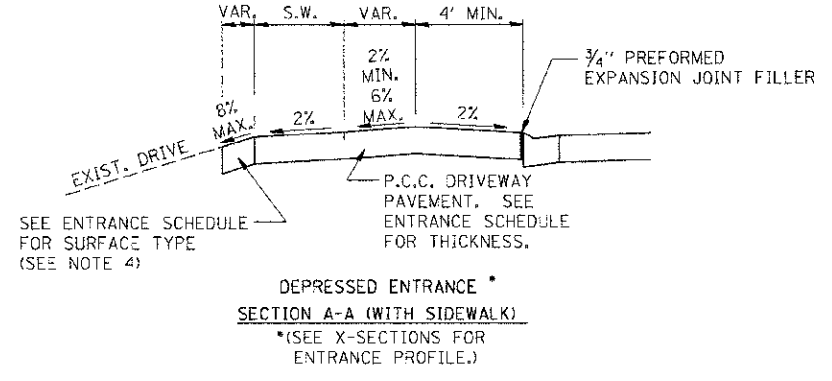 VAR. S.W. VAR. 4' MIN.
2%
MIN.
6%
MAX.
3/4" PREFORMED
EXPANSION JOINT FILLER
8%
MAX.
2%
2%
EXIST. DRIVE
SEE ENTRANCE SCHEDULE
FOR SURFACE TYPE
(SEE NOTE 4)
P.C.C. DRIVEWAY
PAVEMENT. SEE
ENTRANCE SCHEDULE
FOR THICKNESS.
DEPRESSED ENTRANCE *
SECTION A-A (WITH SIDEWALK)
*(SEE X-SECTIONS FOR
ENTRANCE PROFILE.)